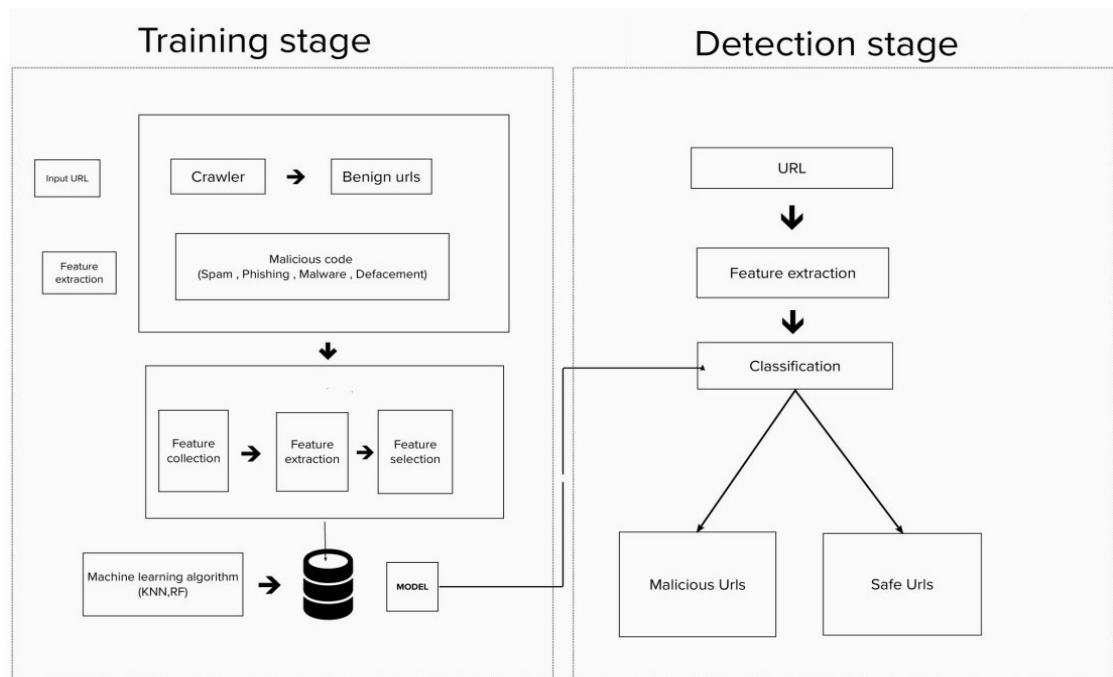 Training stage
Detection stage
Input URL
Crawler
Benign urls
Feature
extraction
Malicious code
(Spam , Phishing , Malware , Defacement)
Feature
collection
Feature
extraction
Feature
selection
Machine learning algorithm
(KNN,RF)
MODEL
URL
Feature extraction
Classification
Malicious Urls
Safe Urls